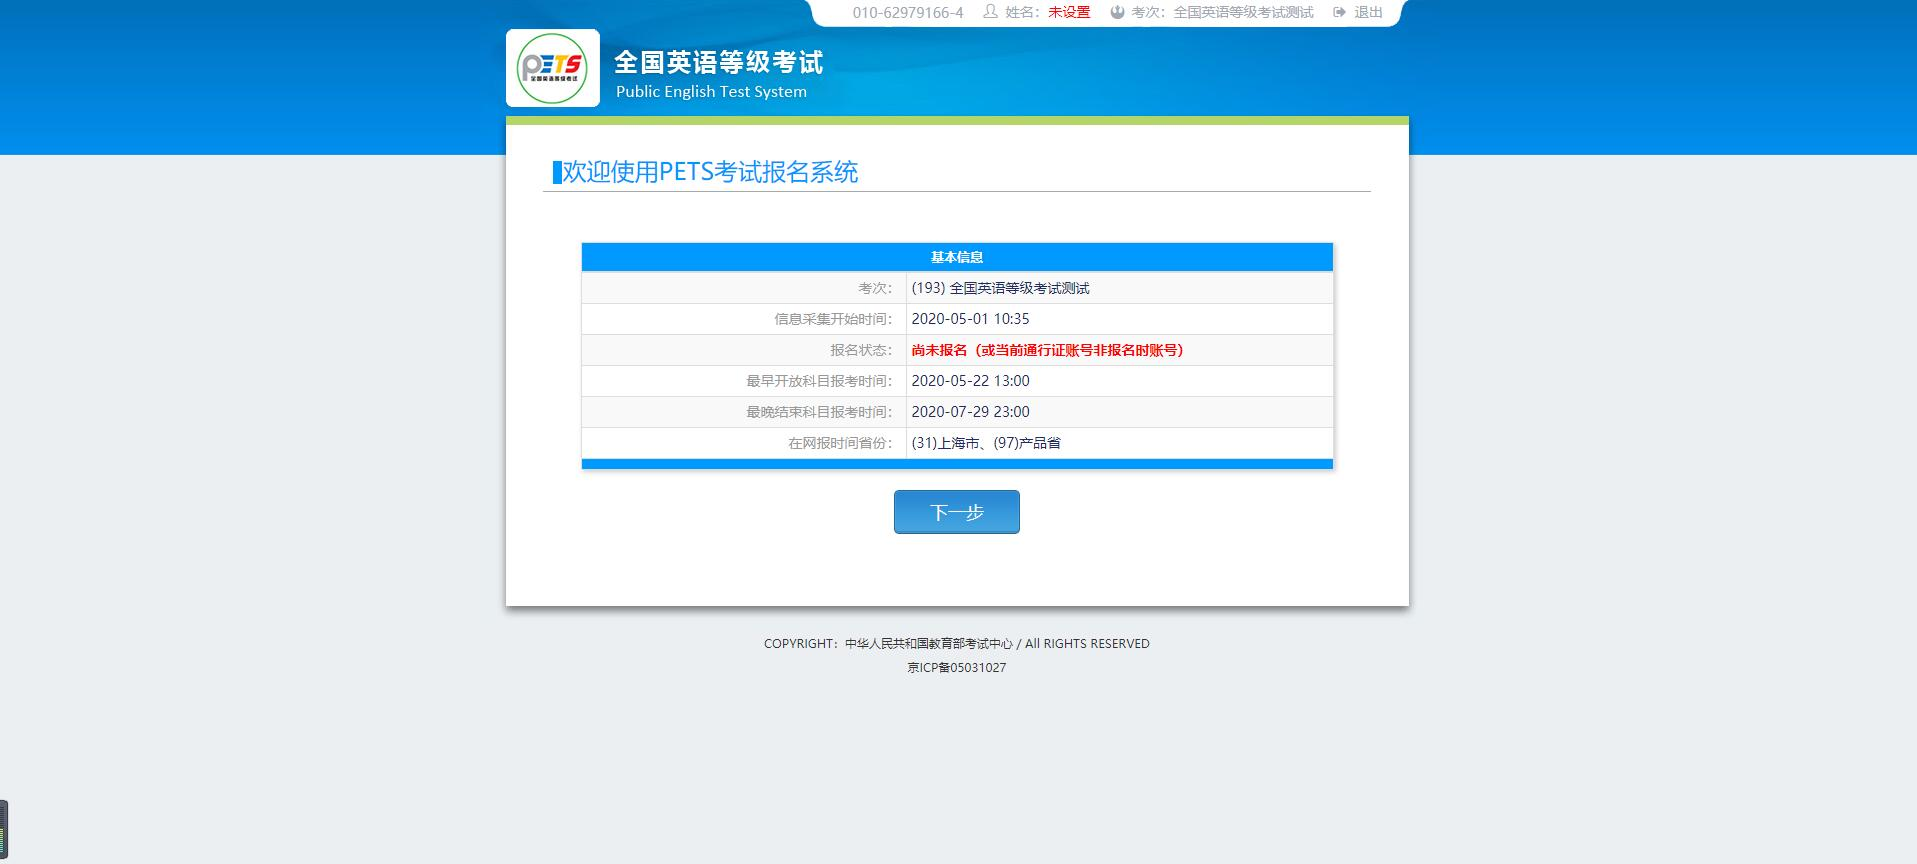 010-62979166-4 姓名：未设置 考次：全国英语等级考试测试 退出
PETS
全国英语等级考试
全国英语等级考试
Public English Test System
欢迎使用PETS考试报名系统
基本信息
考次： (193) 全国英语等级考试测试
信息采集开始时间： 2020-05-01 10:35
报名状态： 尚未报名（或当前通行证账号非报名时账号）
最早开放科目报考时间： 2020-05-22 13:00
最晚结束科目报考时间： 2020-07-29 23:00
在网报时间省份： (31)上海市、(97)产品省
下一步
COPYRIGHT：中华人民共和国教育部考试中心 / All RIGHTS RESERVED
京ICP备05031027